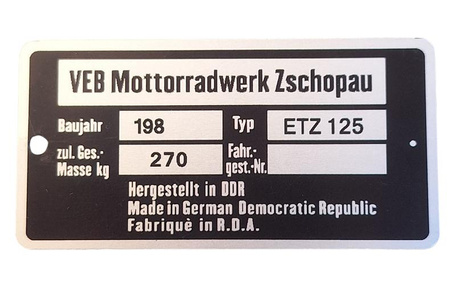 VEB Mottorradwerk Zschopau
Baujahr 198 Typ ETZ 125
zul. Ges.- Masse kg 270 Fahr.- gest.-Nr.
Hergestellt in DDR
Made in German Democratic Republic
Fabriquè in R.D.A.